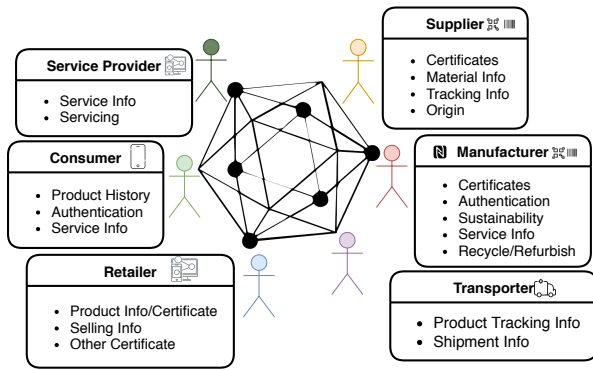 Service Provider
• Service Info
• Servicing
Consumer
• Product History
• Authentication
• Service Info
Retailer
• Product Info/Certificate
• Selling Info
• Other Certificate
Supplier
• Certificates
• Material Info
• Tracking Info
• Origin
Manufacturer
• Certificates
• Authentication
• Sustainability
• Service Info
• Recycle/Refurbish
Transporter
• Product Tracking Info
• Shipment Info